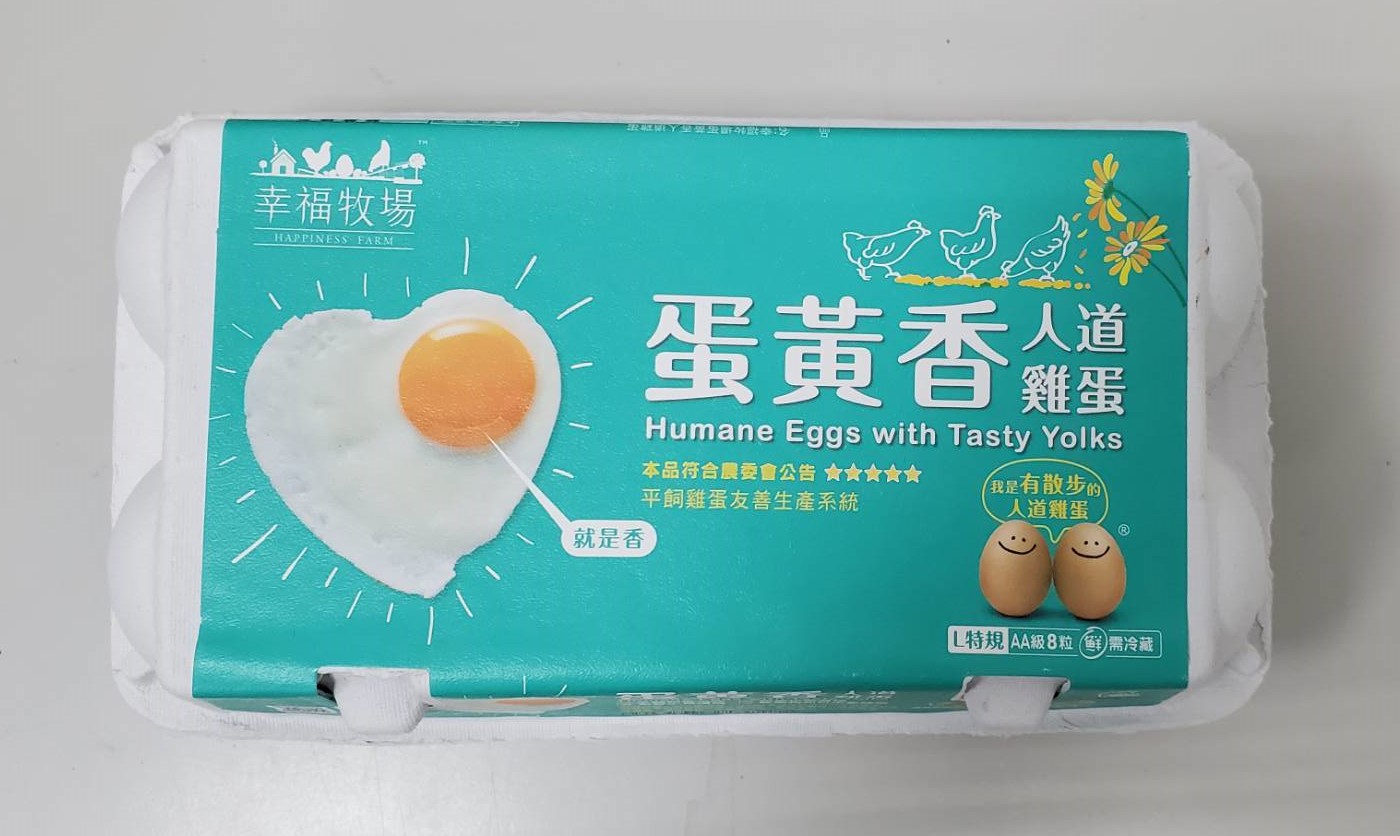 幸福牧場™
HAPPINESS FARM
蛋黃香
人道
雞蛋
Humane Eggs with Tasty Yolks
本品符合農委會公告 ★★★★★
平飼雞蛋友善生產系統
就是香
我是有散步的
人道雞蛋
®
L特規 AA級8粒 鮮 需冷藏